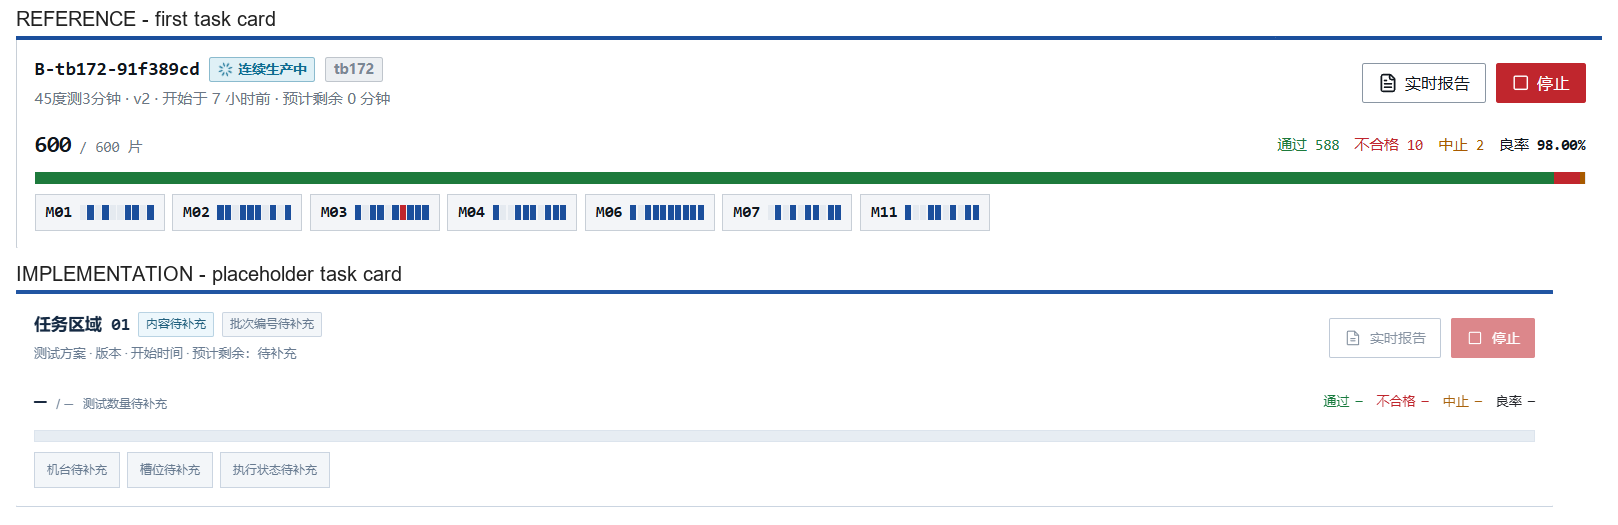 REFERENCE - first task card
B-tb172-91f389cd 连续生产中 tb172
实时报告 停止
45度测3分钟 · v2 · 开始于 7 小时前 · 预计剩余 0 分钟
600 / 600 片 通过 588 不合格 10 中止 2 良率 98.00%
M01 M02 M03 M04 M06 M07 M11
IMPLEMENTATION - placeholder task card
任务区域 01 内容待补充 批次编号待补充
实时报告 停止
测试方案 · 版本 · 开始时间 · 预计剩余：待补充
— / — 测试数量待补充 通过 — 不合格 — 中止 — 良率 —
机台待补充 槽位待补充 执行状态待补充